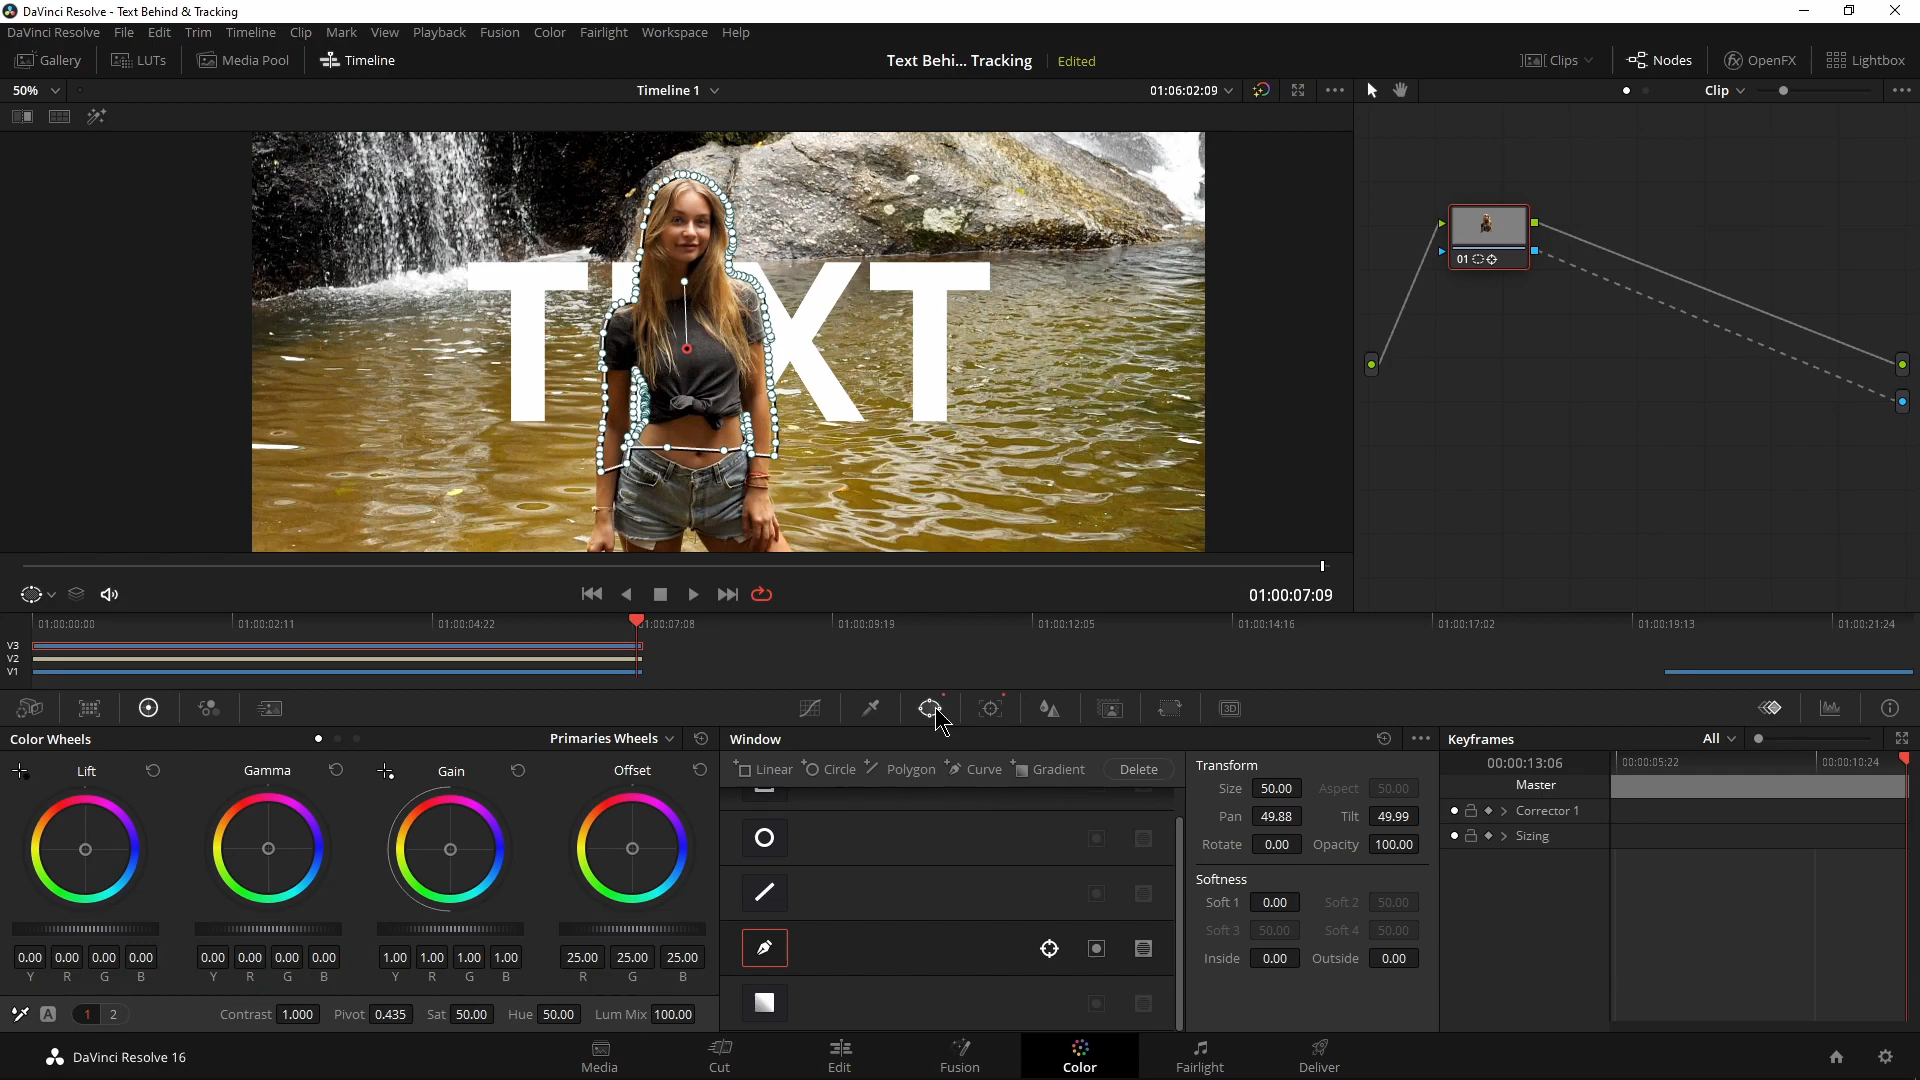 DaVinci Resolve - Text Behind & Tracking
DaVinci Resolve File Edit Trim Timeline Clip Mark View Playback Fusion Color Fairlight Workspace Help
Gallery LUTs Media Pool Timeline Text Behi... Tracking Edited Clips Nodes OpenFX Lightbox
50% Timeline 1 01:06:02:09 Clip
TEXT
01
01:00:07:09
01:00:00:00 01:00:02:11 01:00:04:22 01:00:07:08 01:00:09:19 01:00:12:05 01:00:14:16 01:00:17:02 01:00:19:13 01:00:21:24
V3
V2
V1
3D
Color Wheels Primaries Wheels Window Keyframes All
Linear Circle Polygon Curve Gradient Delete
Lift Gamma Gain Offset
Transform
Size 50.00 Aspect 50.00
Pan 49.88 Tilt 49.99
Rotate 0.00 Opacity 100.00
Softness
Soft 1 0.00 Soft 2 50.00
Soft 3 50.00 Soft 4 50.00
Inside 0.00 Outside 0.00
00:00:13:06 00:00:05:22 00:00:10:24
Master
Corrector 1
Sizing
0.00 0.00 0.00 0.00 0.00 0.00 0.00 0.00 1.00 1.00 1.00 1.00 25.00 25.00 25.00
Y R G B Y R G B Y R G B R G B
A 1 2 Contrast 1.000 Pivot 0.435 Sat 50.00 Hue 50.00 Lum Mix 100.00
DaVinci Resolve 16 Media Cut Edit Fusion Color Fairlight Deliver